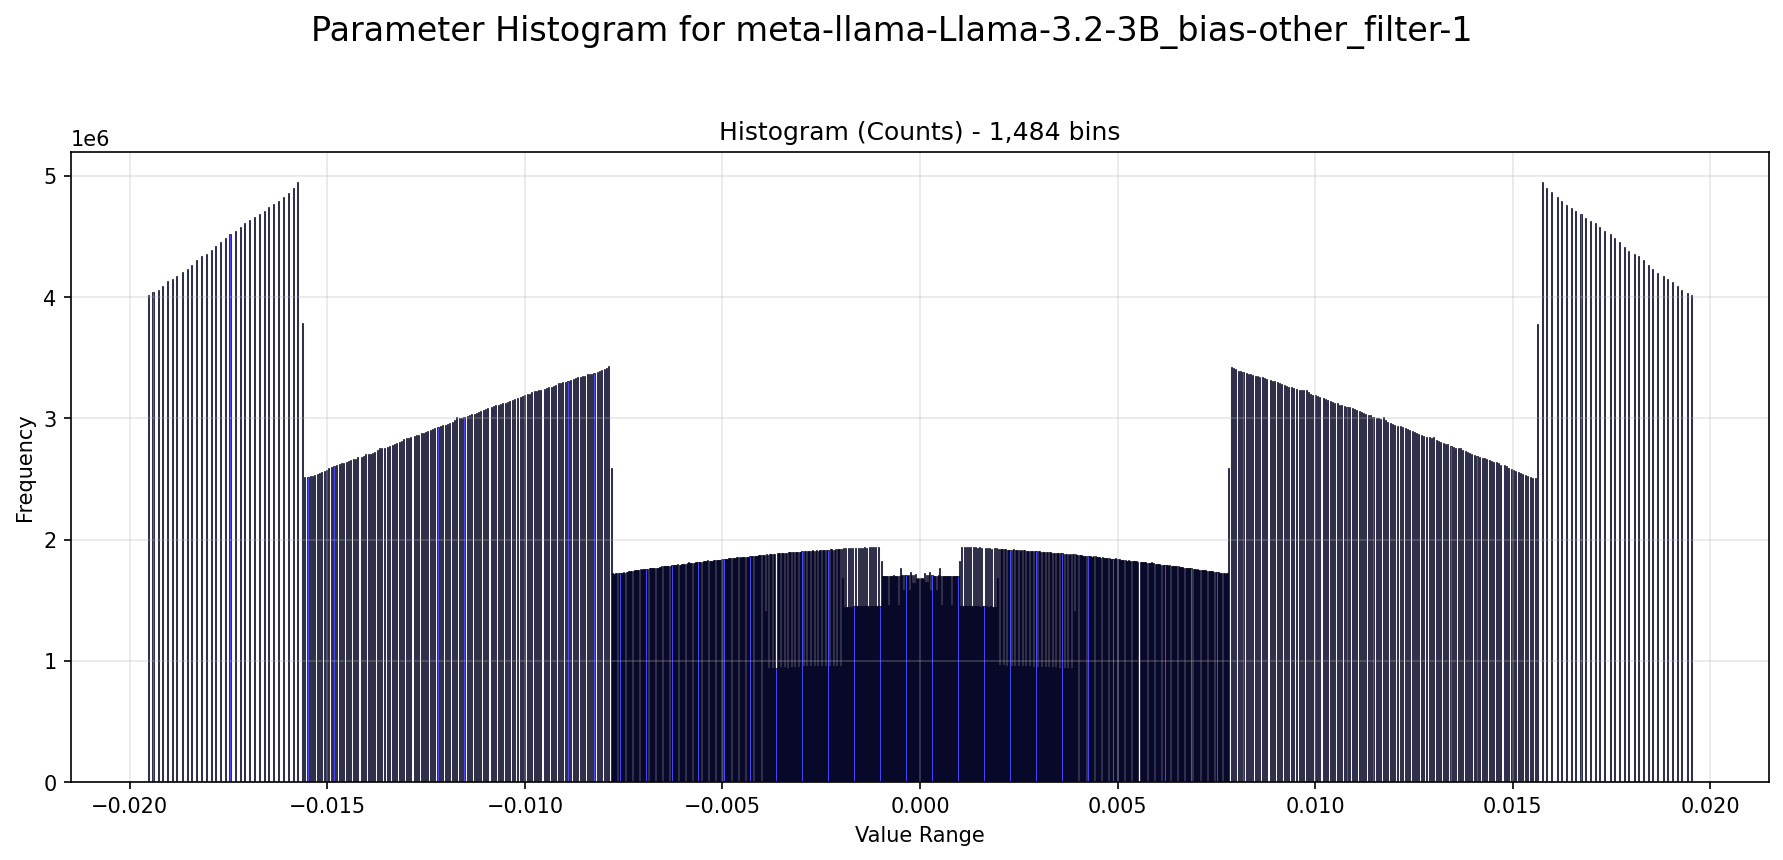 Parameter Histogram for meta-llama-Llama-3.2-3B_bias-other_filter-1
Histogram (Counts) - 1,484 bins
1e6
5
4
3
2
1
0
Frequency
−0.020 −0.015 −0.010 −0.005 0.000 0.005 0.010 0.015 0.020
Value Range